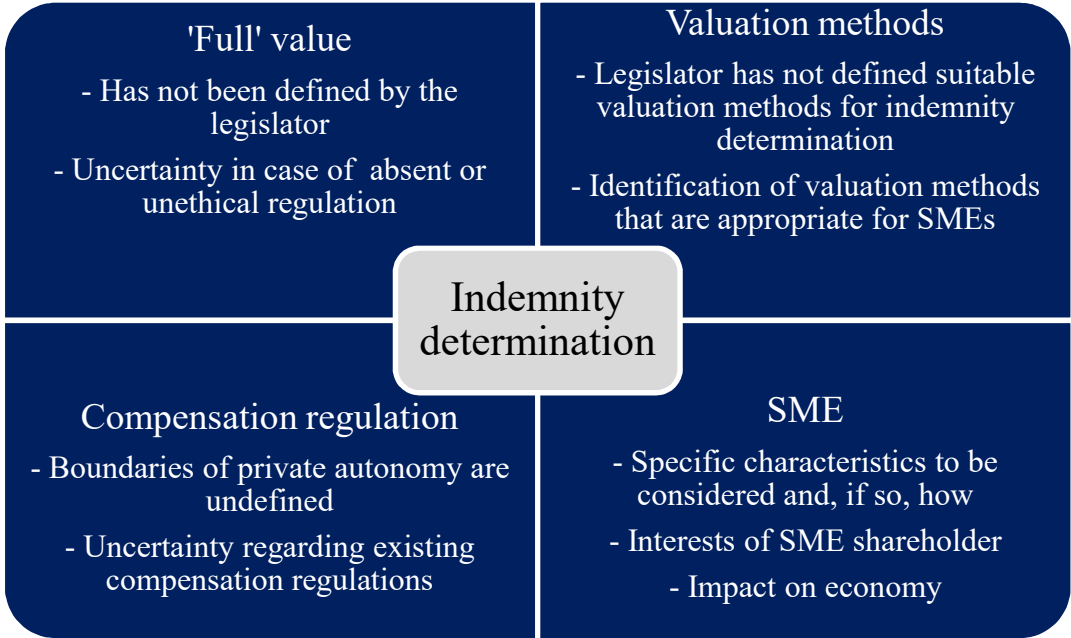 'Full' value
- Has not been defined by the
legislator
- Uncertainty in case of absent or
unethical regulation
Valuation methods
- Legislator has not defined suitable
valuation methods for indemnity
determination
- Identification of valuation methods
that are appropriate for SMEs
Indemnity
determination
Compensation regulation
- Boundaries of private autonomy are
undefined
- Uncertainty regarding existing
compensation regulations
SME
- Specific characteristics to be
considered and, if so, how
- Interests of SME shareholder
- Impact on economy